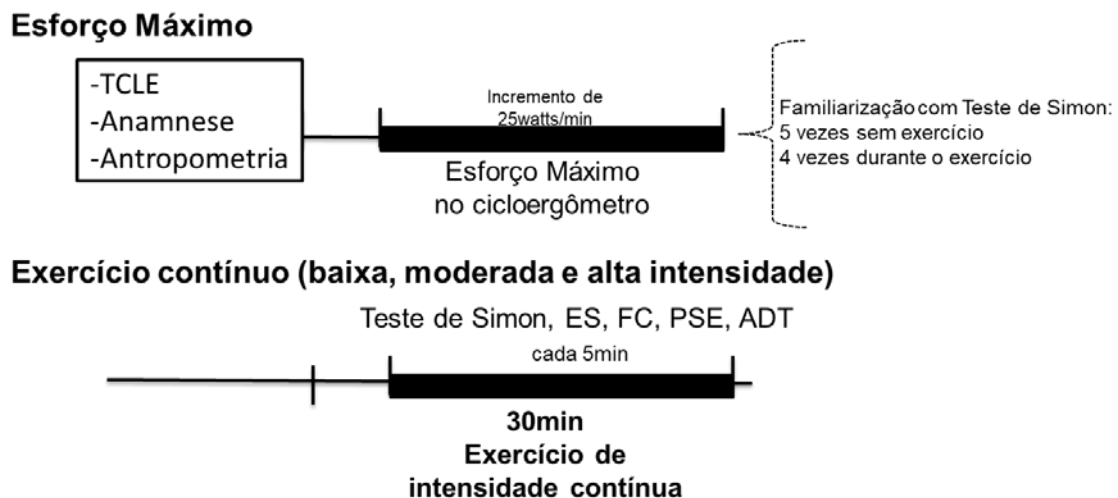 Esforço Máximo
-TCLE
-Anamnese
-Antropometria
Incremento de
25watts/min
Esforço Máximo
no cicloergômetro
Familiarização com Teste de Simon:
5 vezes sem exercício
4 vezes durante o exercício
Exercício contínuo (baixa, moderada e alta intensidade)
Teste de Simon, ES, FC, PSE, ADT
cada 5min
30min
Exercício de
intensidade contínua